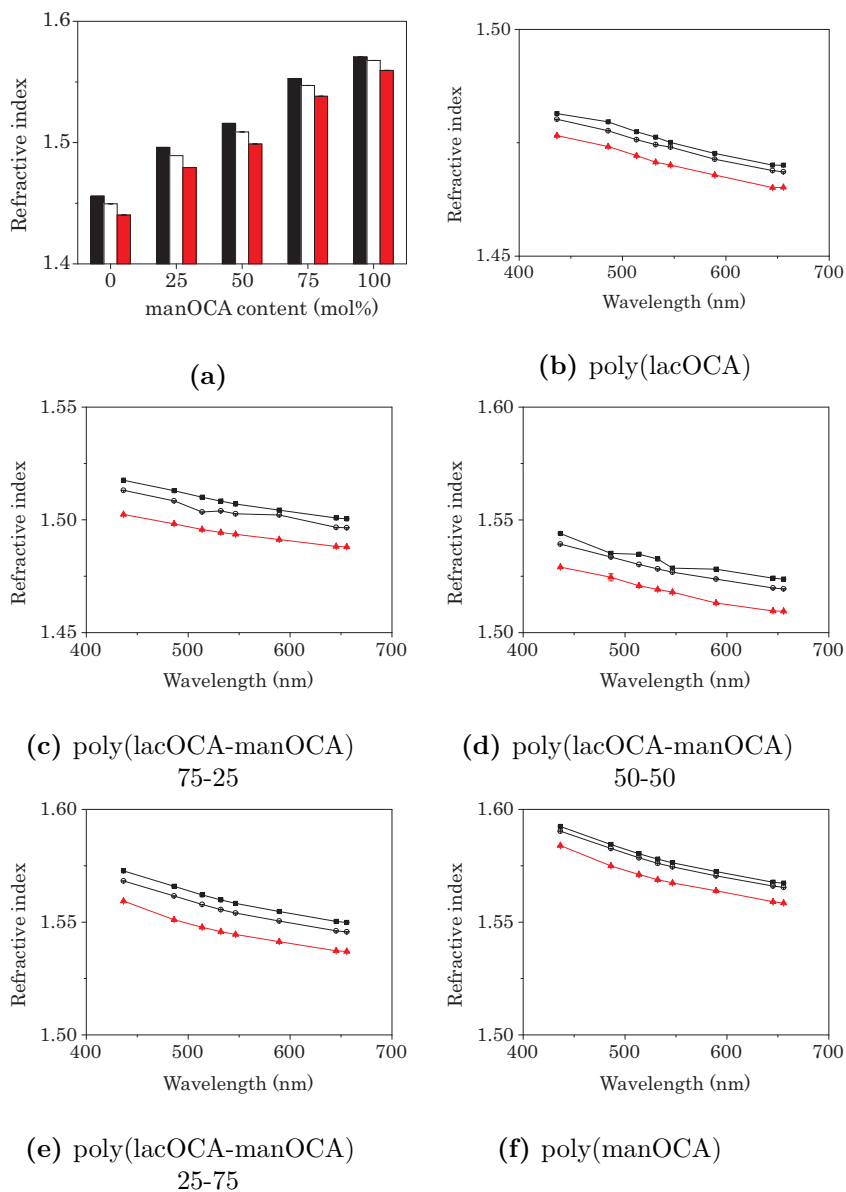 1.6
1.5
1.4
Refractive index
0 25 50 75 100
manOCA content (mol%)
(a)
1.50
1.45
Refractive index
400 500 600 700
Wavelength (nm)
(b) poly(lacOCA)
1.55
1.50
1.45
Refractive index
400 500 600 700
Wavelength (nm)
(c) poly(lacOCA-manOCA)
75-25
1.60
1.55
1.50
Refractive index
400 500 600 700
Wavelength (nm)
(d) poly(lacOCA-manOCA)
50-50
1.60
1.55
1.50
Refractive index
400 500 600 700
Wavelength (nm)
(e) poly(lacOCA-manOCA)
25-75
1.60
1.55
1.50
Refractive index
400 500 600 700
Wavelength (nm)
(f) poly(manOCA)